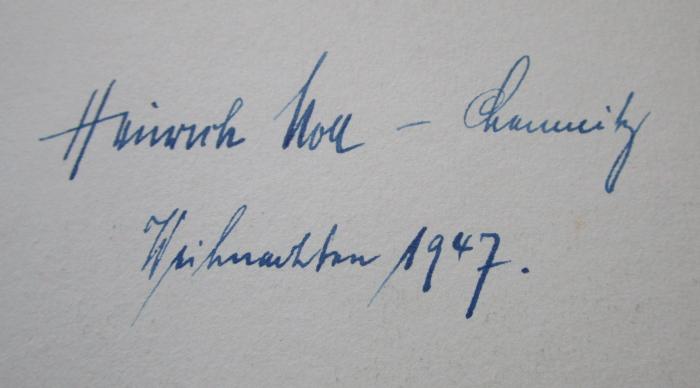 Heinrich Noll – Chemnitz
Weihnachten 1947.